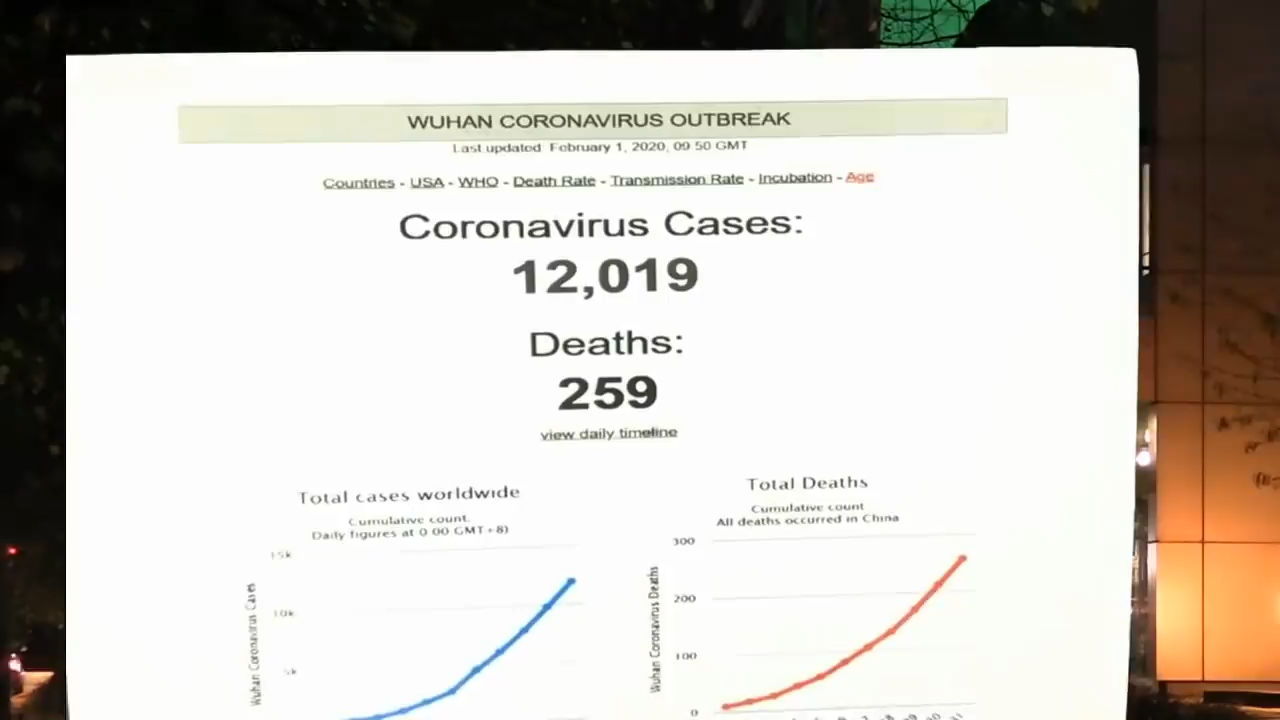 WUHAN CORONAVIRUS OUTBREAK
Last updated: February 1, 2020, 09:50 GMT
Countries - USA - WHO - Death Rate - Transmission Rate - Incubation - Age
Coronavirus Cases:
12,019
Deaths:
259
view daily timeline
Total cases worldwide
Cumulative count.
Daily figures at 0:00 GMT+8)
15k
10k
5k
Wuhan Coronavirus Cases
Total Deaths
Cumulative count
All deaths occurred in China
300
200
100
0
Wuhan Coronavirus Deaths